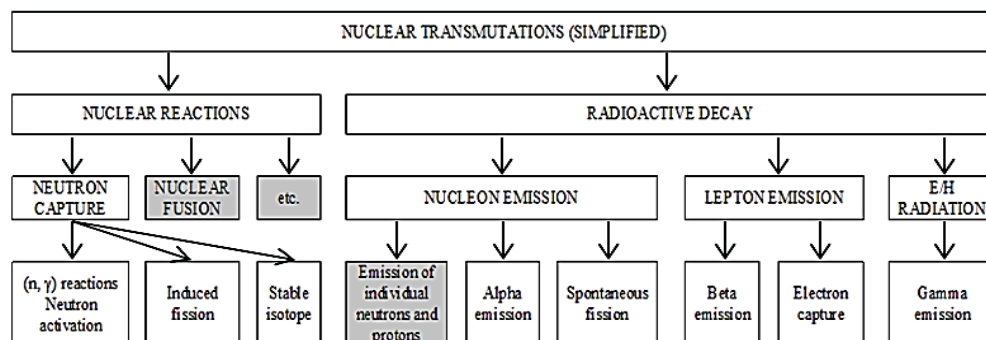 NUCLEAR TRANSMUTATIONS (SIMPLIFIED)
NUCLEAR REACTIONS
RADIOACTIVE DECAY
NEUTRON
CAPTURE
NUCLEAR
FUSION
etc.
NUCLEON EMISSION
LEPTON EMISSION
E/H
RADIATION
(n, γ) reactions
Neutron
activation
Induced
fission
Stable
isotope
Emission of
individual
neutrons and
protons
Alpha
emission
Spontaneous
fission
Beta
emission
Electron
capture
Gamma
emission